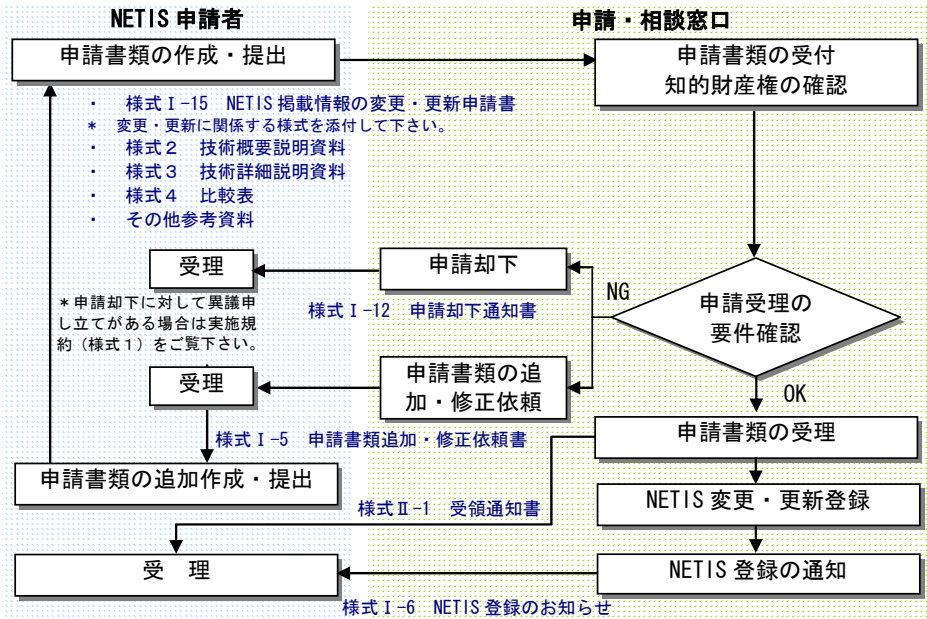 NETIS 申請者
申請・相談窓口
申請書類の作成・提出
申請書類の受付
知的財産権の確認
・ 様式Ⅰ-15 NETIS 掲載情報の変更・更新申請書
* 変更・更新に関係する様式を添付して下さい。
・ 様式2 技術概要説明資料
・ 様式3 技術詳細説明資料
・ 様式4 比較表
・ その他参考資料
受理
申請却下
NG
申請受理の
要件確認
様式Ⅰ-12 申請却下通知書
*申請却下に対して異議申
し立てがある場合は実施規
約（様式1）をご覧下さい。
受理
申請書類の追
加・修正依頼
OK
様式Ⅰ-5 申請書類追加・修正依頼書
申請書類の受理
申請書類の追加作成・提出
様式Ⅱ-1 受領通知書
NETIS 変更・更新登録
受 理
NETIS 登録の通知
様式Ⅰ-6 NETIS 登録のお知らせ